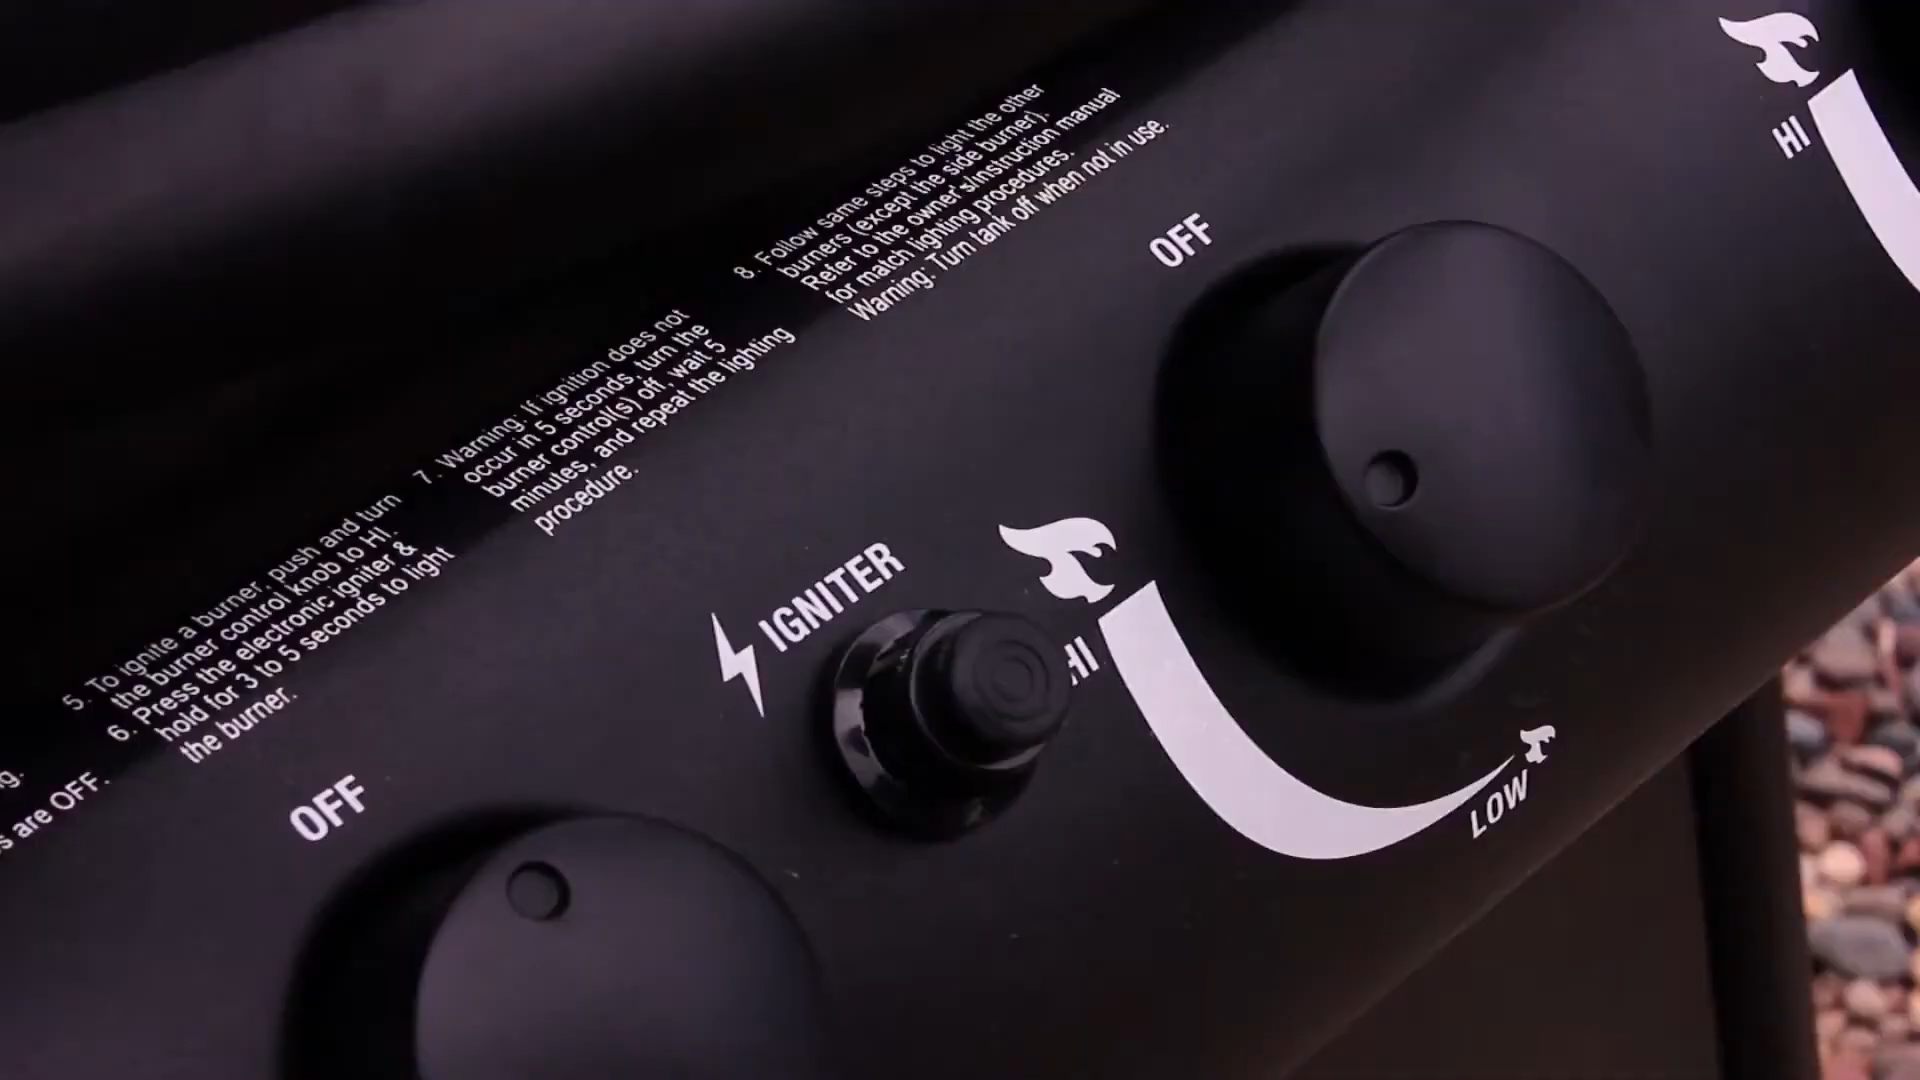 g.
s are OFF.
5. To ignite a burner, push and turn
the burner control knob to HI.
6. Press the electronic igniter &
hold for 3 to 5 seconds to light
the burner.
7. Warning: If ignition does not
occur in 5 seconds, turn the
burner control(s) off, wait 5
minutes, and repeat the lighting
procedure.
8. Follow same steps to light the other
burners (except the side burner).
Refer to the owner's/instruction manual
for match lighting procedures.
Warning: Turn tank off when not in use.
OFF
IGNITER
HI
LOW
OFF
HI